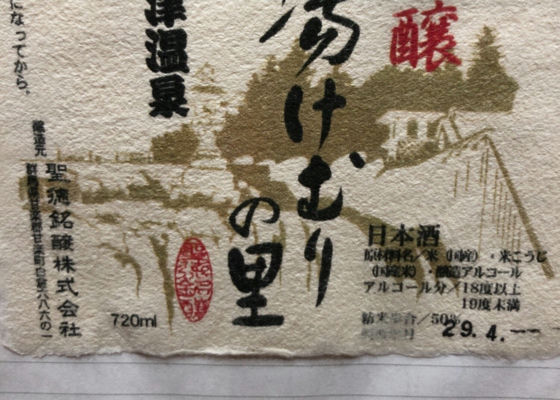 醸
湯けむり
の里
津温泉
になってから。
醸造元
聖徳銘醸株式会社
720ml
日本酒
原材料名/米(国産)・米こうじ
(国産米)・醸造アルコール
アルコール分/18度以上
19度未満
精米歩合/50%
29.4.